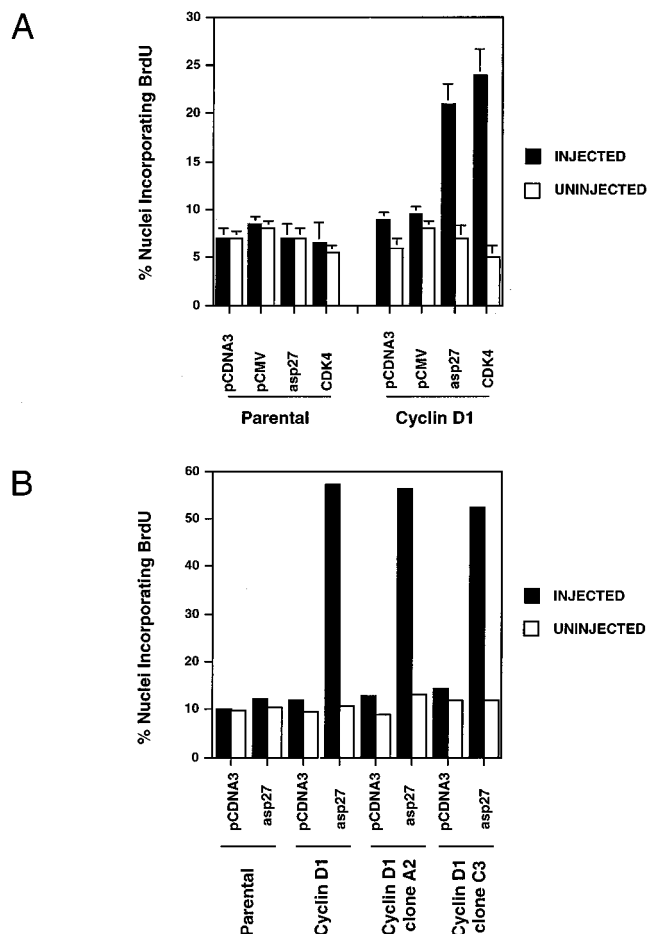 A
% Nuclei Incorporating BrdU
30
25
20
15
10
5
0
INJECTED
UNINJECTED
pCDNA3
pCMV
asp27
CDK4
pCDNA3
pCMV
asp27
CDK4
Parental
Cyclin D1
B
% Nuclei Incorporating BrdU
60
50
40
30
20
10
0
INJECTED
UNINJECTED
pCDNA3
asp27
pCDNA3
asp27
pCDNA3
asp27
pCDNA3
asp27
Parental
Cyclin D1
Cyclin D1
clone A2
Cyclin D1
clone C3